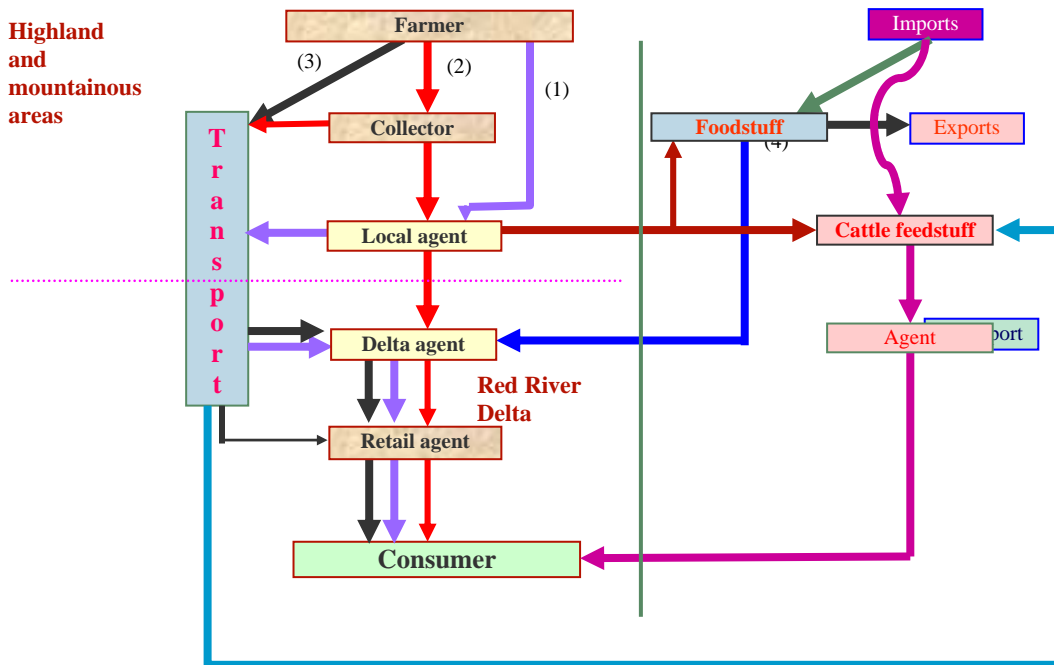 Highland
and
mountainous
areas
Farmer
Imports
(3)
(2)
(1)
Transport
Collector
Foodstuff
(4)
Exports
Local agent
Cattle feedstuff
Delta agent
Agent
Red River
Delta
Retail agent
Consumer